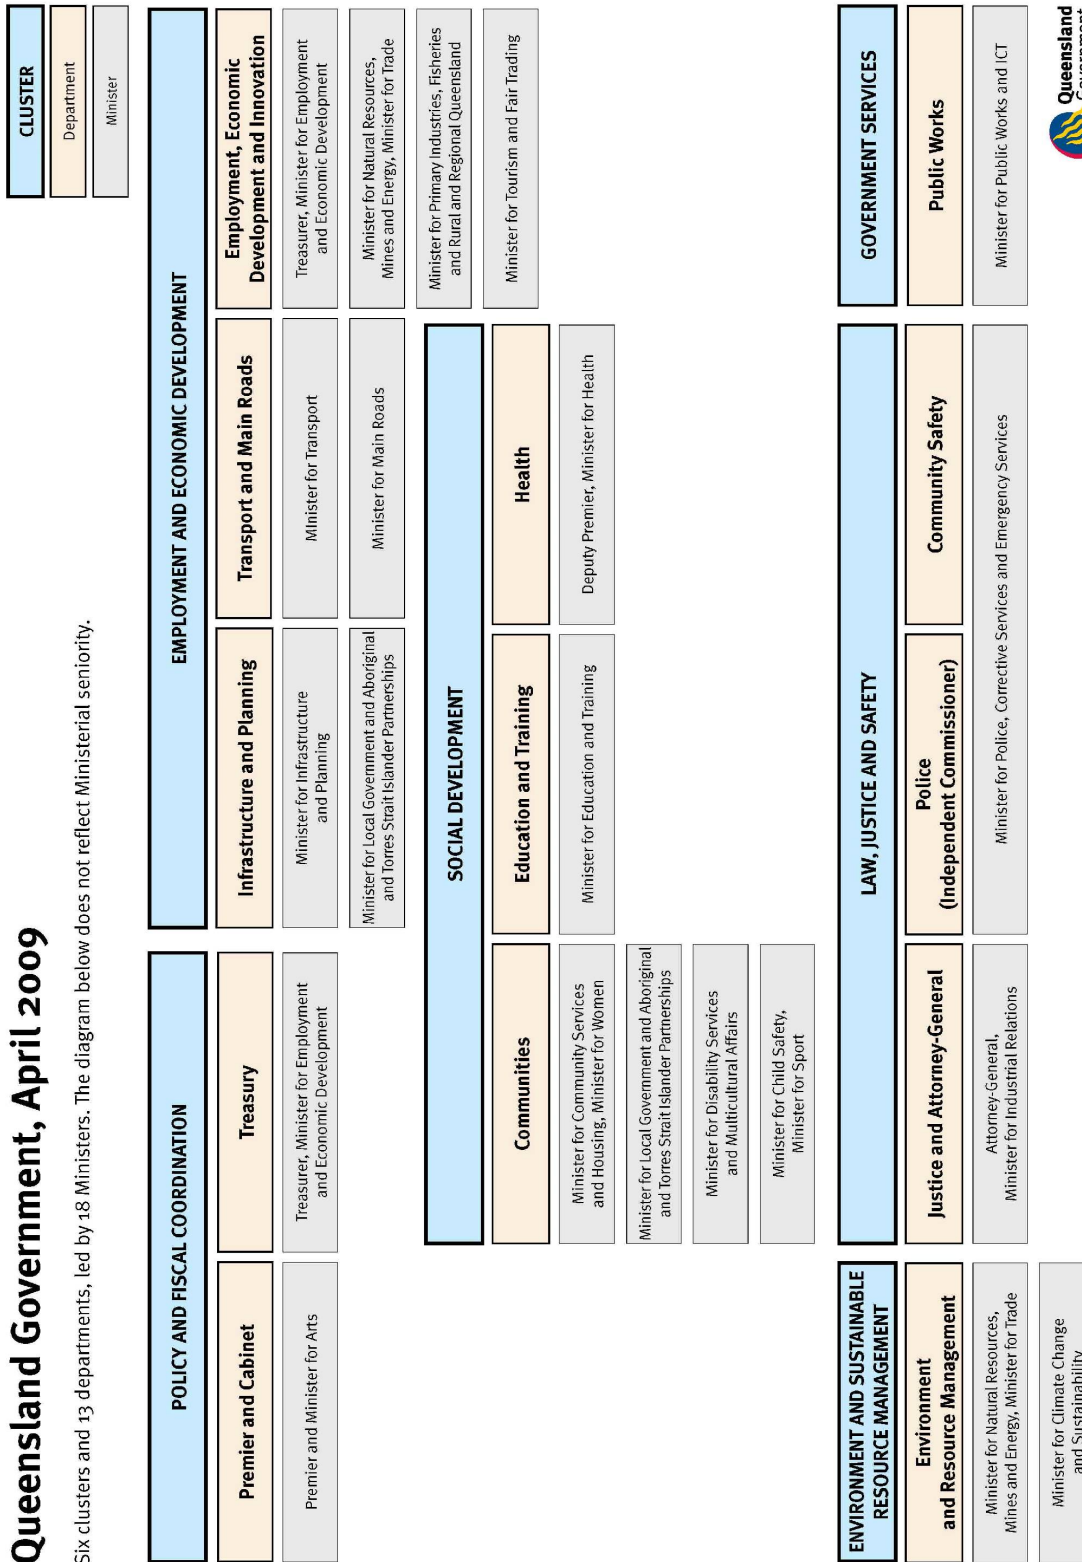 Queensland Government, April 2009
Six clusters and 13 departments, led by 18 Ministers. The diagram below does not reflect Ministerial seniority.
CLUSTER
Department
Minister
POLICY AND FISCAL COORDINATION
Premier and Cabinet
Premier and Minister for Arts
Treasury
Treasurer, Minister for Employment
and Economic Development
EMPLOYMENT AND ECONOMIC DEVELOPMENT
Infrastructure and Planning
Minister for Infrastructure
and Planning
Minister for Local Government and Aboriginal
and Torres Strait Islander Partnerships
Transport and Main Roads
MInister for Transport
Minister for Main Roads
Employment, Economic
Development and Innovation
Treasurer, Minister for Employment
and Economic Development
Minister for Natural Resources,
Mines and Energy, Minister for Trade
Minister for Primary Industries, Fisheries
and Rural and Regional Queensland
Minister for Tourism and Fair Trading
SOCIAL DEVELOPMENT
Communities
Minister for Community Services
and Housing, Minister for Women
Minister for Local Government and Aboriginal
and Torres Strait Islander Partnerships
Minister for Disability Services
and Multicultural Affairs
Minister for Child Safety,
Minister for Sport
Education and Training
Minister for Education and Training
Health
Deputy Premier, Minister for Health
ENVIRONMENT AND SUSTAINABLE
RESOURCE MANAGEMENT
Environment
and Resource Management
Minister for Natural Resources,
Mines and Energy, Minister for Trade
Minister for Climate Change
and Sustainability
LAW, JUSTICE AND SAFETY
Justice and Attorney-General
Attorney-General,
Minister for Industrial Relations
Police
(Independent Commissioner)
Community Safety
Minister for Police, Corrective Services and Emergency Services
GOVERNMENT SERVICES
Public Works
Minister for Public Works and ICT
Queensland
Government